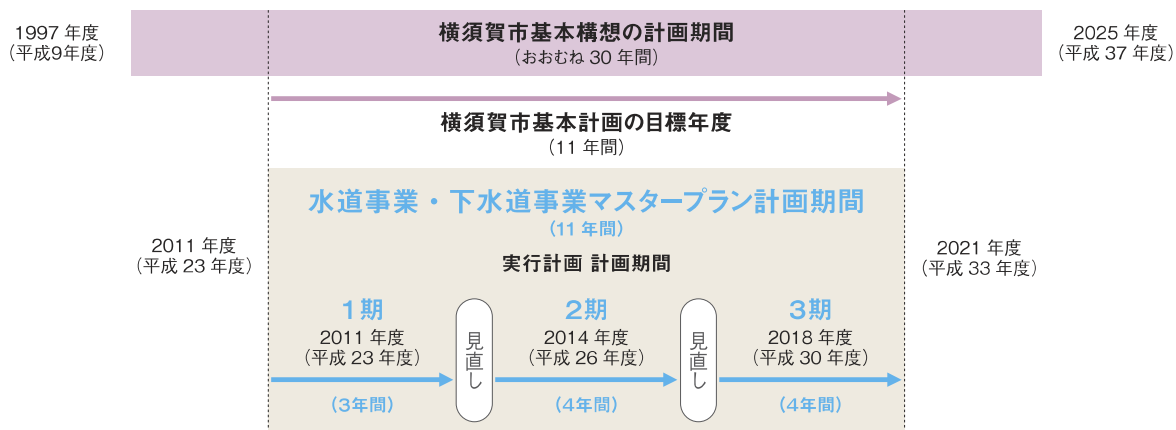 1997 年度
(平成9年度)
横須賀市基本構想の計画期間
(おおむね 30 年間)
2025 年度
(平成 37 年度)
横須賀市基本計画の目標年度
(11 年間)
水道事業・下水道事業マスタープラン計画期間
(11 年間)
2011 年度
(平成 23 年度)
2021 年度
(平成 33 年度)
実行計画 計画期間
1期
2011 年度
(平成 23 年度)
(3年間)
見直し
2期
2014 年度
(平成 26 年度)
(4年間)
見直し
3期
2018 年度
(平成 30 年度)
(4年間)